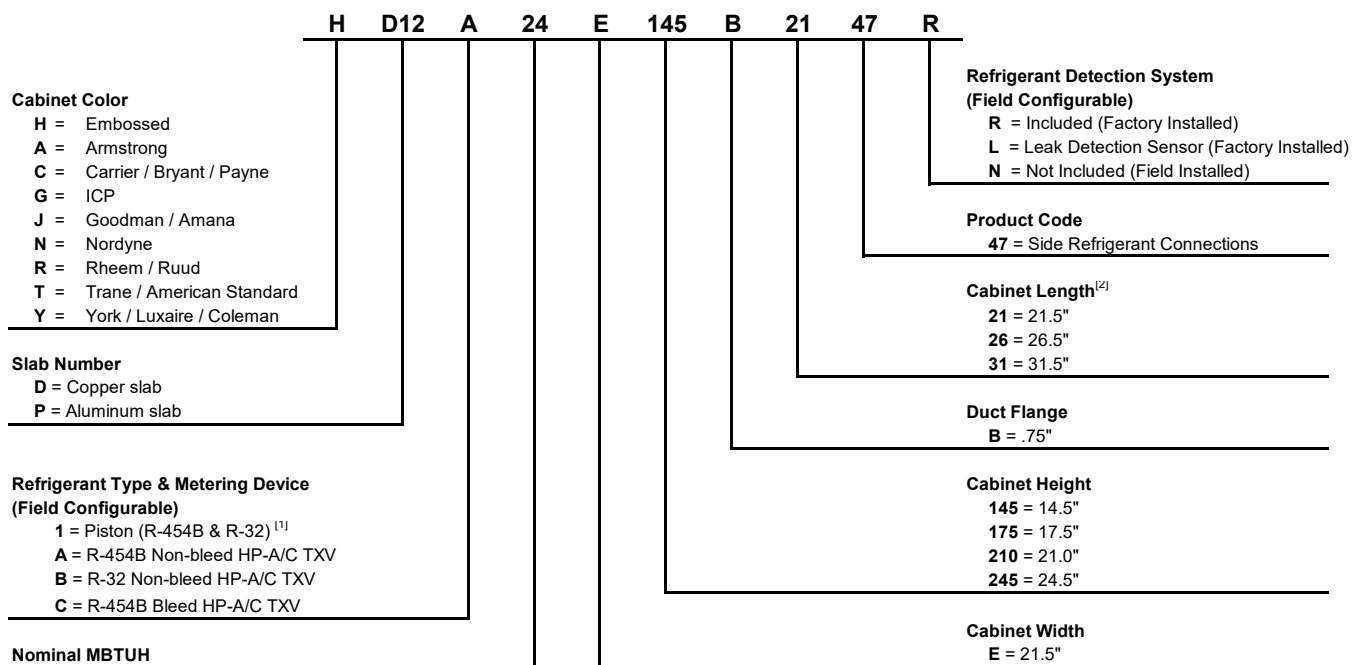 H D12 A 24 E 145 B 21 47 R
Cabinet Color
H = Embossed
A = Armstrong
C = Carrier / Bryant / Payne
G = ICP
J = Goodman / Amana
N = Nordyne
R = Rheem / Ruud
T = Trane / American Standard
Y = York / Luxaire / Coleman
Slab Number
D = Copper slab
P = Aluminum slab
Refrigerant Type & Metering Device
(Field Configurable)
1 = Piston (R-454B & R-32) [1]
A = R-454B Non-bleed HP-A/C TXV
B = R-32 Non-bleed HP-A/C TXV
C = R-454B Bleed HP-A/C TXV
Nominal MBTUH
Refrigerant Detection System
(Field Configurable)
R = Included (Factory Installed)
L = Leak Detection Sensor (Factory Installed)
N = Not Included (Field Installed)
Product Code
47 = Side Refrigerant Connections
Cabinet Length[2]
21 = 21.5"
26 = 26.5"
31 = 31.5"
Duct Flange
B = .75"
Cabinet Height
145 = 14.5"
175 = 17.5"
210 = 21.0"
245 = 24.5"
Cabinet Width
E = 21.5"